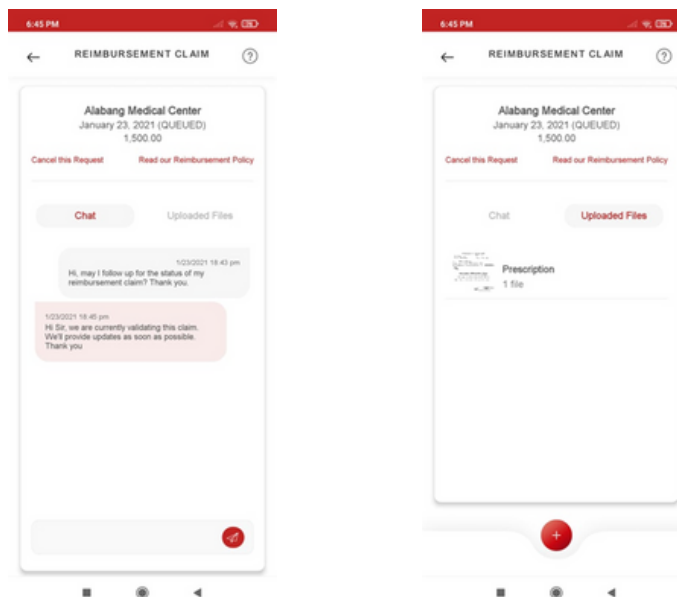 6:45 PM
REIMBURSEMENT CLAIM
?
Alabang Medical Center
January 23, 2021 (QUEUED)
1,500.00
Cancel this Request Read our Reimbursement Policy
Chat Uploaded Files
1/23/2021 18:43 pm
Hi, may I follow up for the status of my
reimbursement claim? Thank you.
1/23/2021 18:45 pm
Hi Sir, we are currently validating this claim.
We'll provide updates as soon as possible.
Thank you
6:45 PM
REIMBURSEMENT CLAIM
?
Alabang Medical Center
January 23, 2021 (QUEUED)
1,500.00
Cancel this Request Read our Reimbursement Policy
Chat Uploaded Files
Prescription
1 file
+